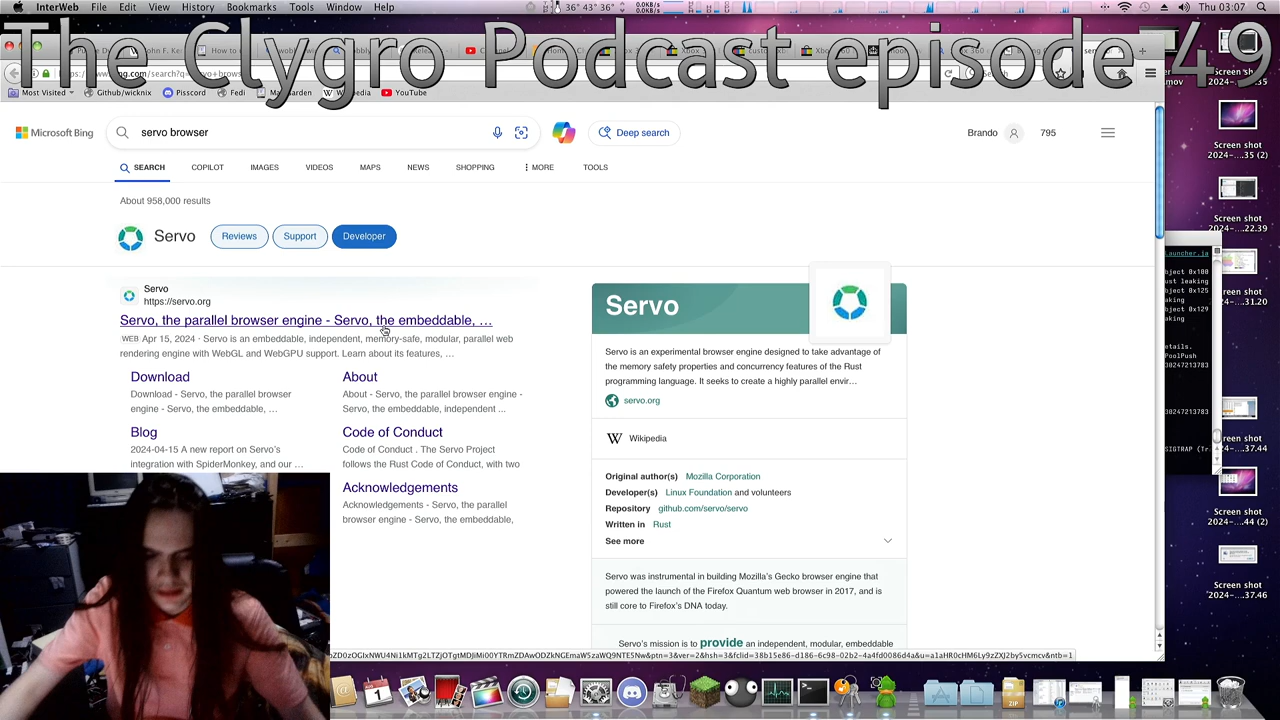 InterWeb File Edit View History Bookmarks Tools Window Help 36° 43° 36° 0.0KB/s 0.0KB/s Thu 03:07
The Clygro Podcast episode 49
Most Visited Github/wicknix Pisscord Fedi YouTube
Microsoft Bing servo browser Deep search Brando 795
SEARCH COPILOT IMAGES VIDEOS MAPS NEWS SHOPPING MORE TOOLS
About 958,000 results
Servo Reviews Support Developer
Servo
https://servo.org
Servo, the parallel browser engine - Servo, the embeddable, …
WEB Apr 15, 2024 · Servo is an embeddable, independent, memory-safe, modular, parallel web
rendering engine with WebGL and WebGPU support. Learn about its features, …
Download
Download - Servo, the parallel browser
engine - Servo, the embeddable, …
About
About - Servo, the parallel browser engine -
Servo, the embeddable, independent ...
Blog
2024-04-15 A new report on Servo's
integration with SpiderMonkey, and our …
Code of Conduct
Code of Conduct . The Servo Project
follows the Rust Code of Conduct, with two
Acknowledgements
Acknowledgements - Servo, the parallel
browser engine - Servo, the embeddable,
Servo
Servo is an experimental browser engine designed to take advantage of
the memory safety properties and concurrency features of the Rust
programming language. It seeks to create a highly parallel envir…
servo.org
Wikipedia
Original author(s) Mozilla Corporation
Developer(s) Linux Foundation and volunteers
Repository github.com/servo/servo
Written in Rust
See more
Servo was instrumental in building Mozilla's Gecko browser engine that
powered the launch of the Firefox Quantum web browser in 2017, and is
still core to Firefox's DNA today.
Servo's mission is to provide an independent, modular, embeddable
Screen shot
2024-....35 (2)
Screen shot
2024-...22.39
Screen shot
2024-...31.20
Screen shot
2024-...37.44
Screen shot
2024-....44 (2)
Screen shot
2024-...37.46
ZIP